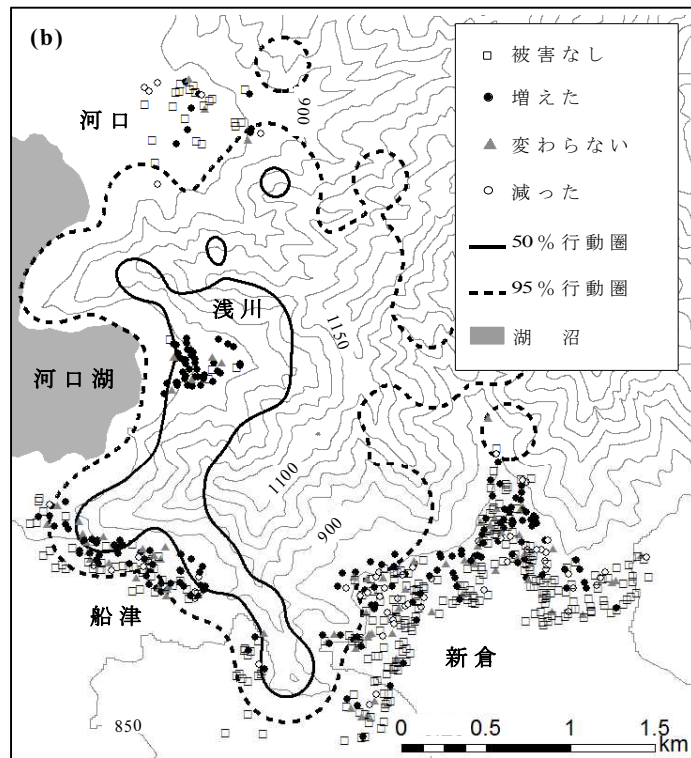 (b)
被害なし
増えた
変わらない
減った
50%行動圏
95%行動圏
湖沼
河口
900
浅川
1150
河口湖
1100
900
船津
新倉
850
0 0.5 1 1.5
km